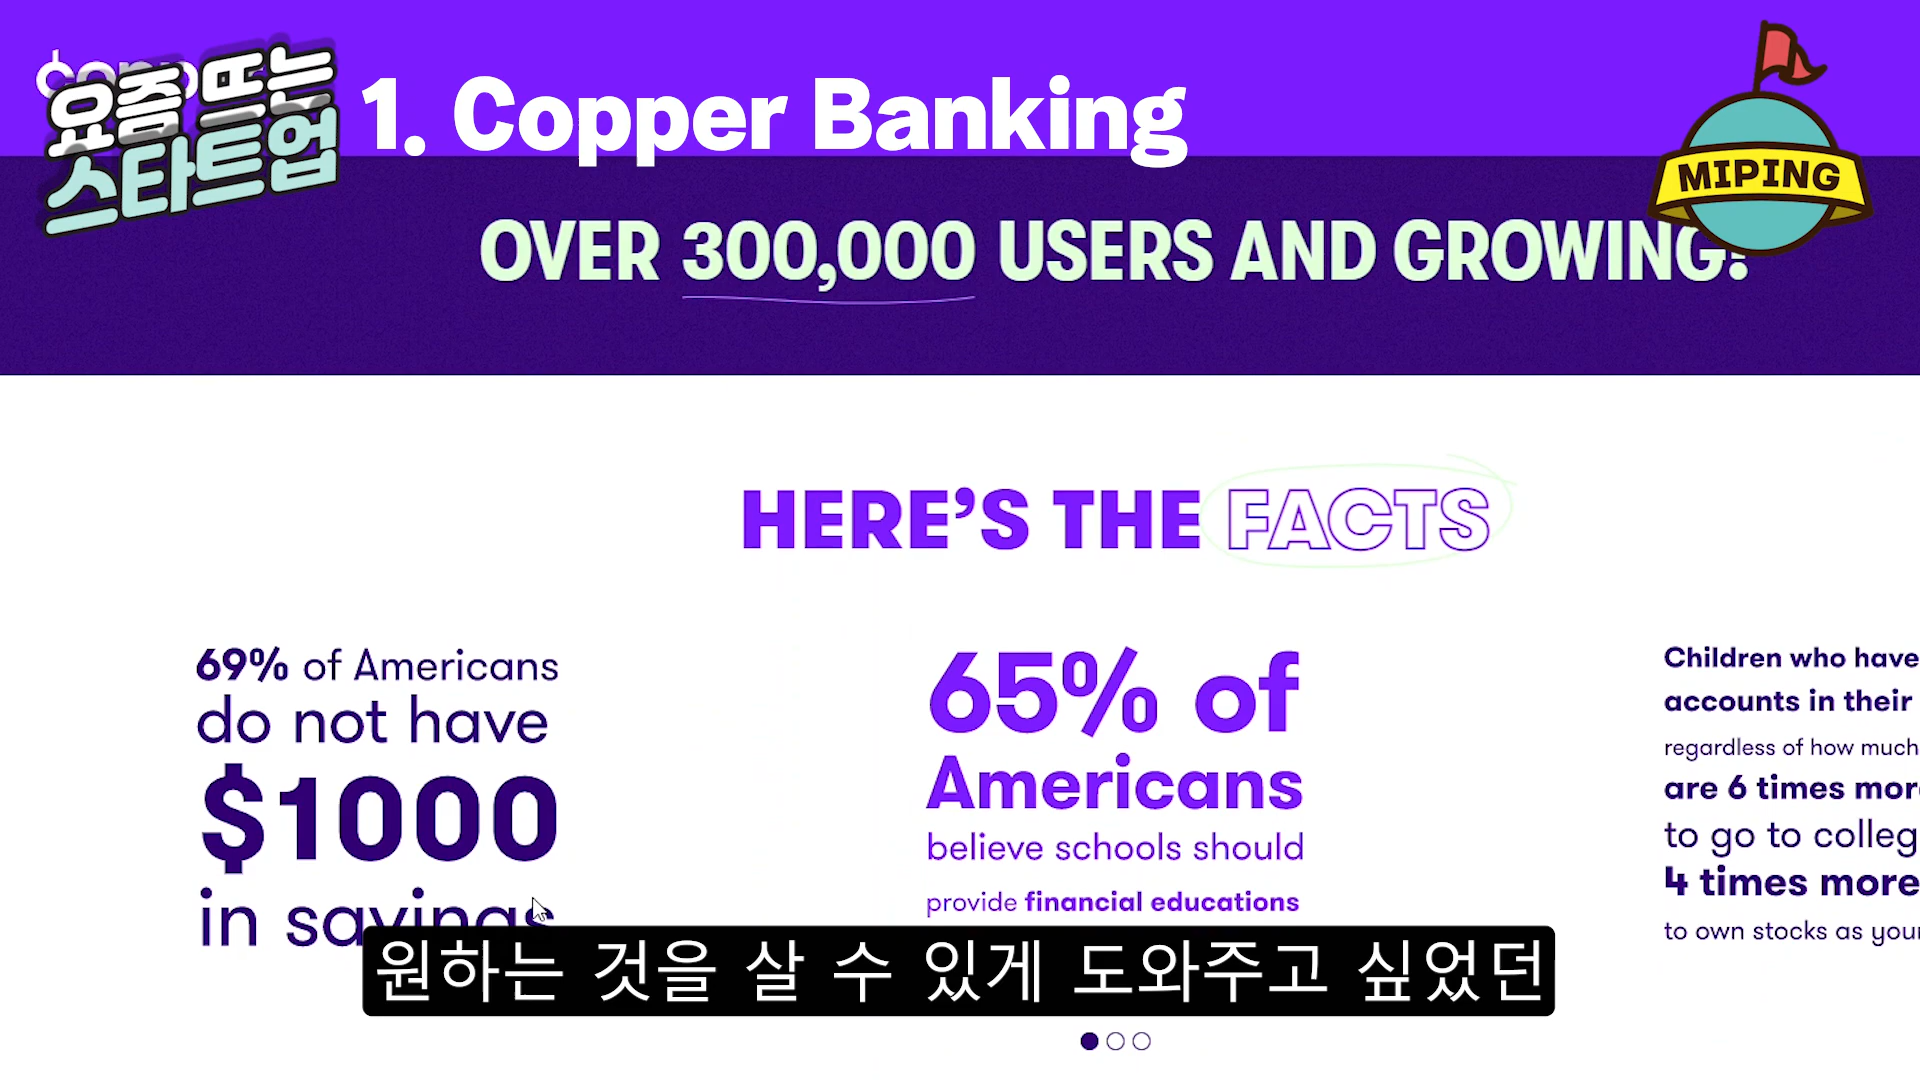 요즘 뜨는
스타트업
1. Copper Banking
MIPING
OVER 300,000 USERS AND GROWING!
HERE'S THE FACTS
69% of Americans
do not have
$1000
in savings
65% of
Americans
believe schools should
provide financial educations
Children who have
accounts in their
regardless of how much
are 6 times more
to go to colleg
4 times more
to own stocks as your
원하는 것을 살 수 있게 도와주고 싶었던